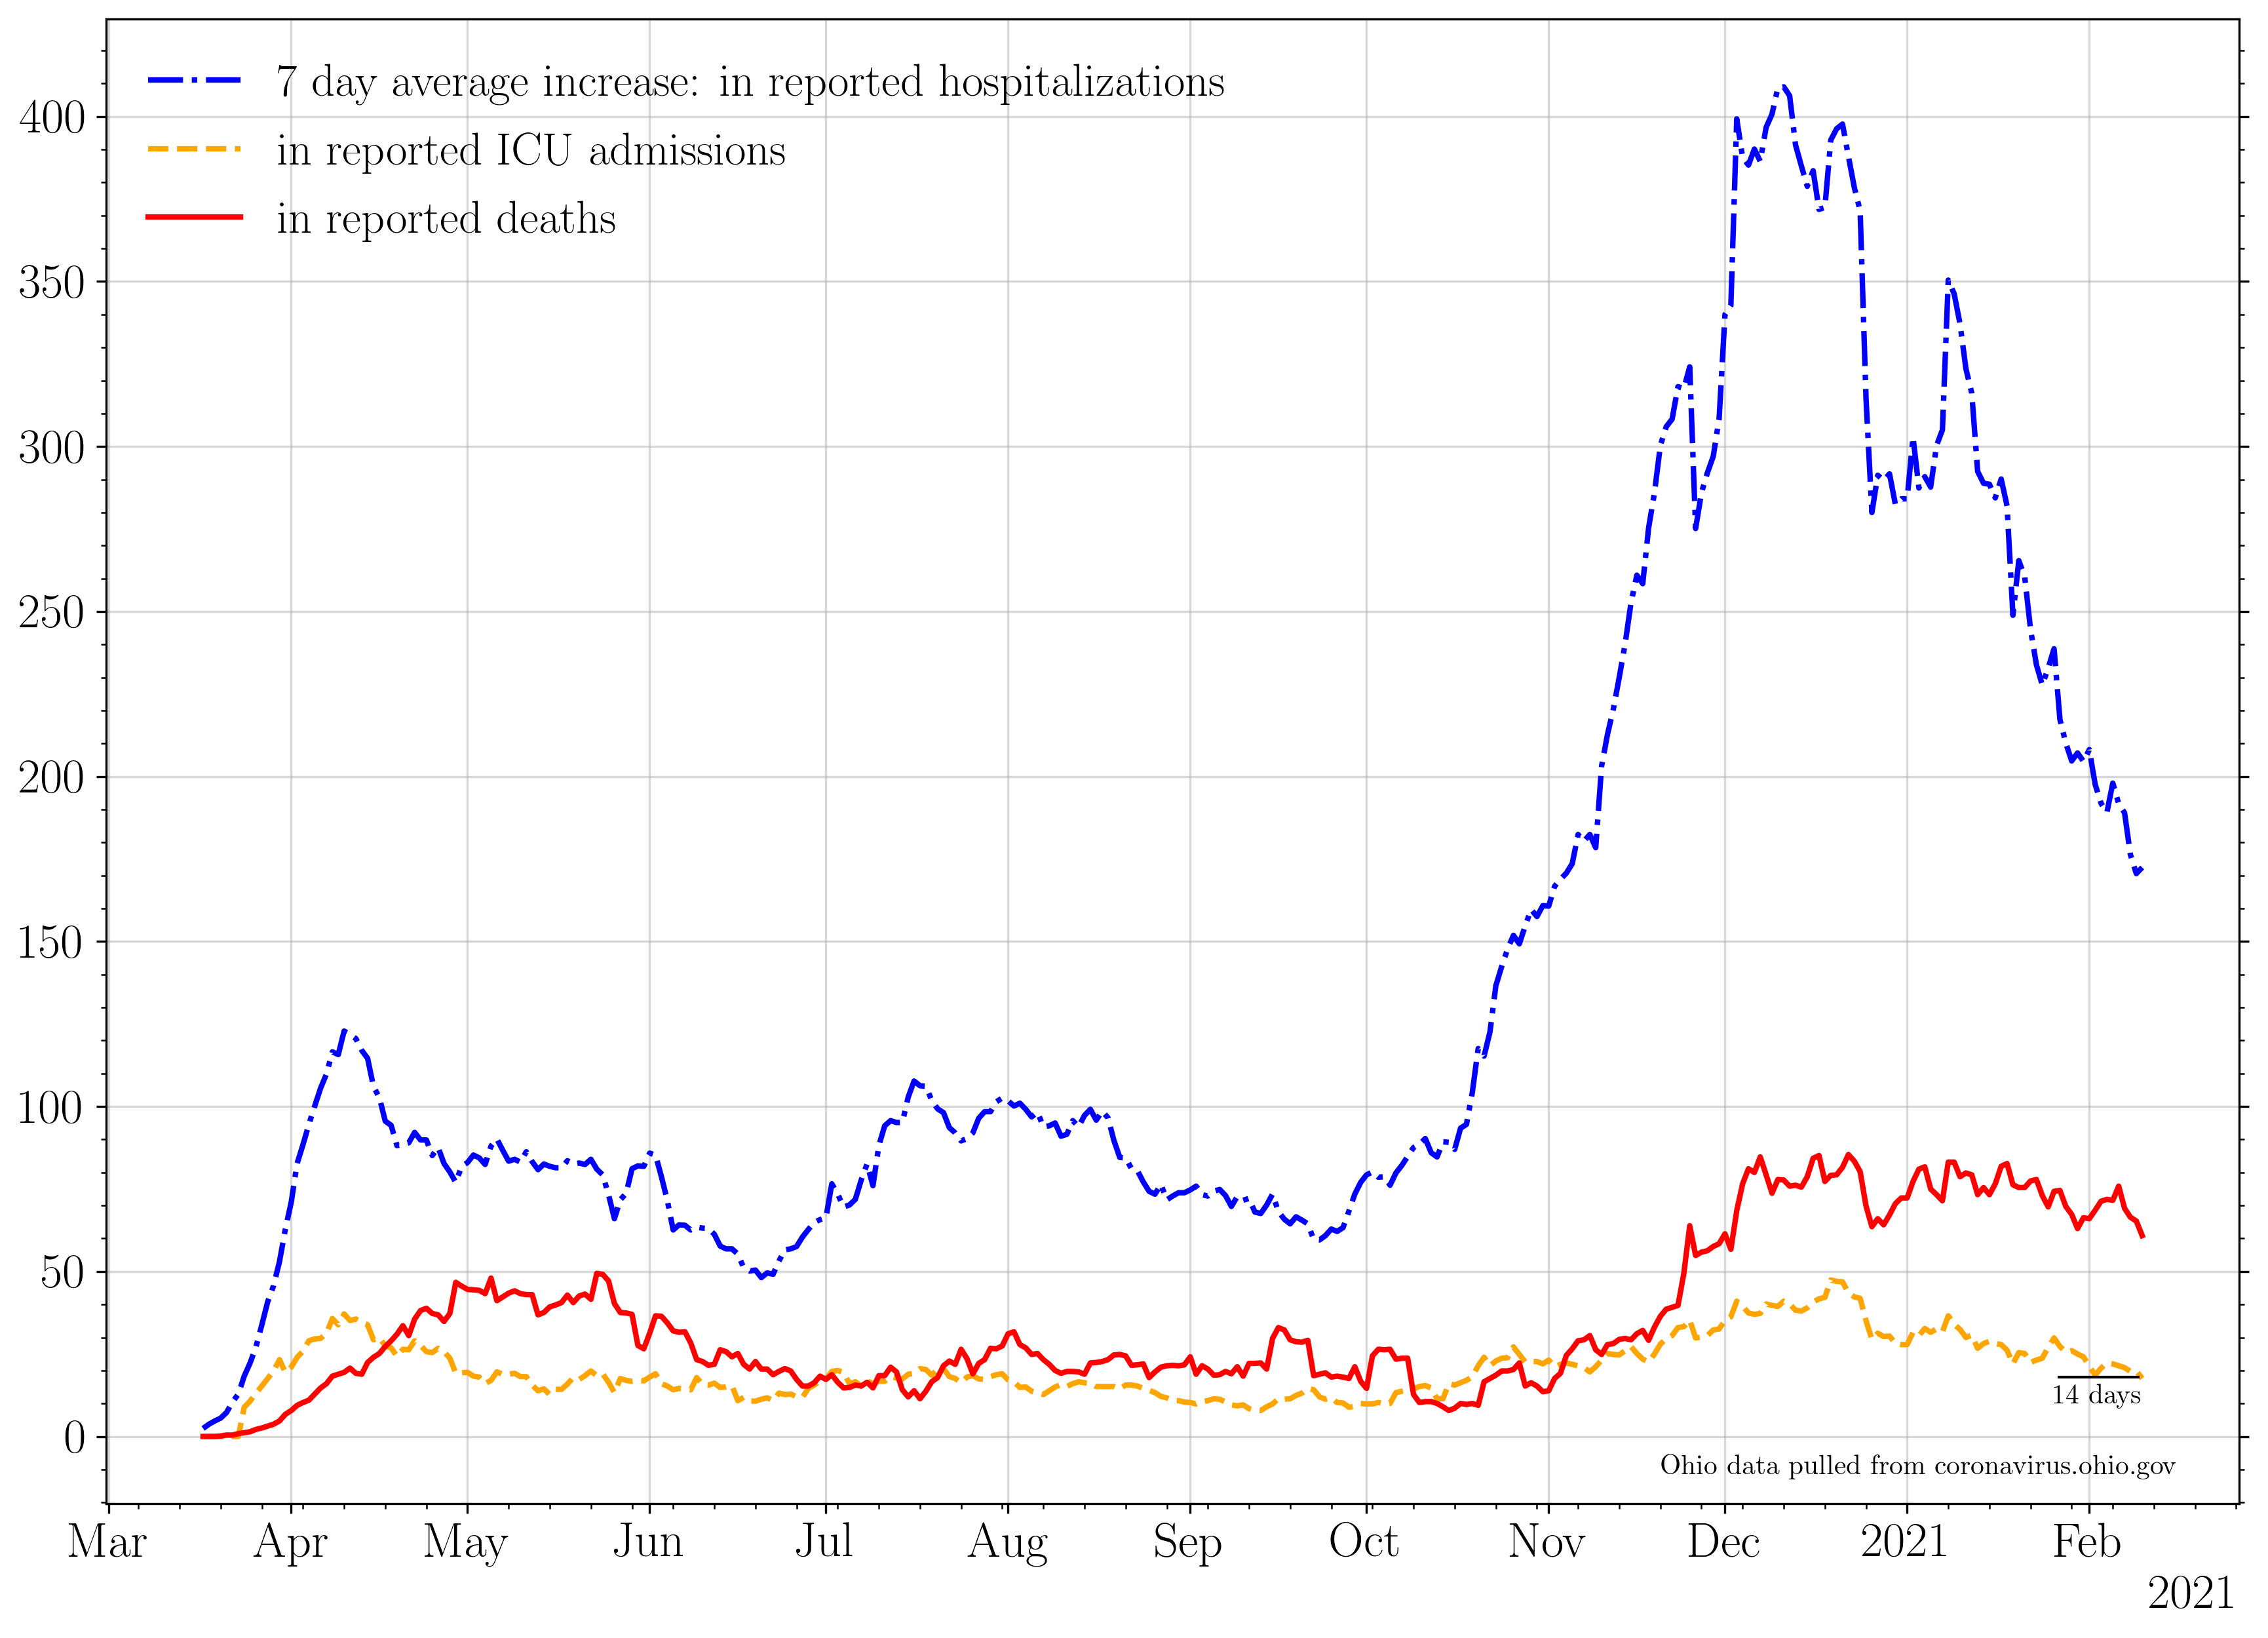 7 day average increase: in reported hospitalizations
in reported ICU admissions
in reported deaths
400
350
300
250
200
150
100
50
0
14 days
Ohio data pulled from coronavirus.ohio.gov
Mar Apr May Jun Jul Aug Sep Oct Nov Dec 2021 Feb
2021